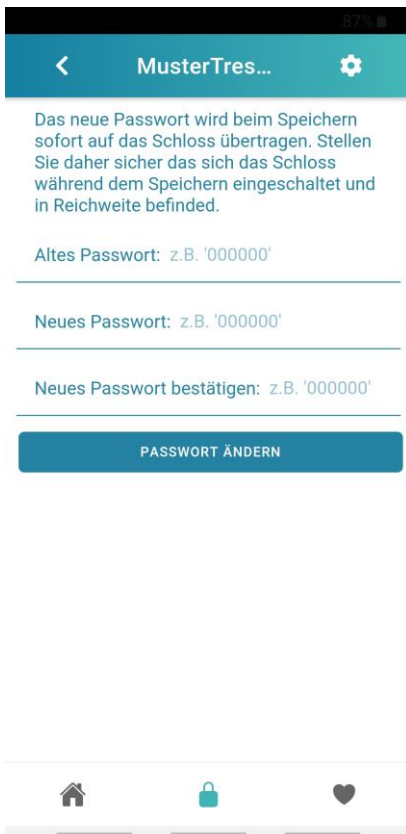 87%
MusterTres...
Das neue Passwort wird beim Speichern
sofort auf das Schloss übertragen. Stellen
Sie daher sicher das sich das Schloss
während dem Speichern eingeschaltet und
in Reichweite befinded.
Altes Passwort: z.B. '000000'
Neues Passwort: z.B. '000000'
Neues Passwort bestätigen: z.B. '000000'
PASSWORT ÄNDERN